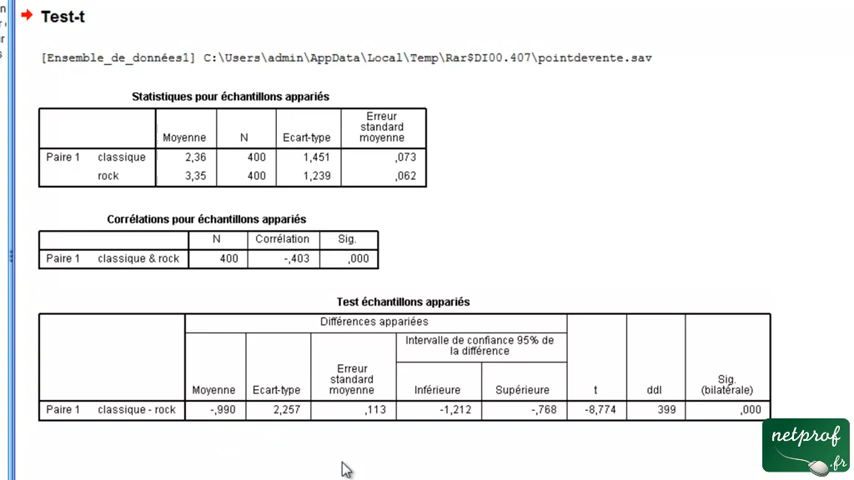 Test-t
[Ensemble_de_données1] C:\Users\admin\AppData\Local\Temp\Rar$DI00.407\pointdevente.sav
Statistiques pour échantillons appariés
Moyenne N Ecart-type Erreur standard moyenne
Paire 1 classique 2,36 400 1,451 ,073
rock 3,35 400 1,239 ,062
Corrélations pour échantillons appariés
N Corrélation Sig.
Paire 1 classique & rock 400 -,403 ,000
Test échantillons appariés
Différences appariées
Intervalle de confiance 95% de la différence
Moyenne Ecart-type Erreur standard moyenne Inférieure Supérieure t ddl Sig. (bilatérale)
Paire 1 classique - rock -,990 2,257 ,113 -1,212 -,768 -8,774 399 ,000
netprof
.fr